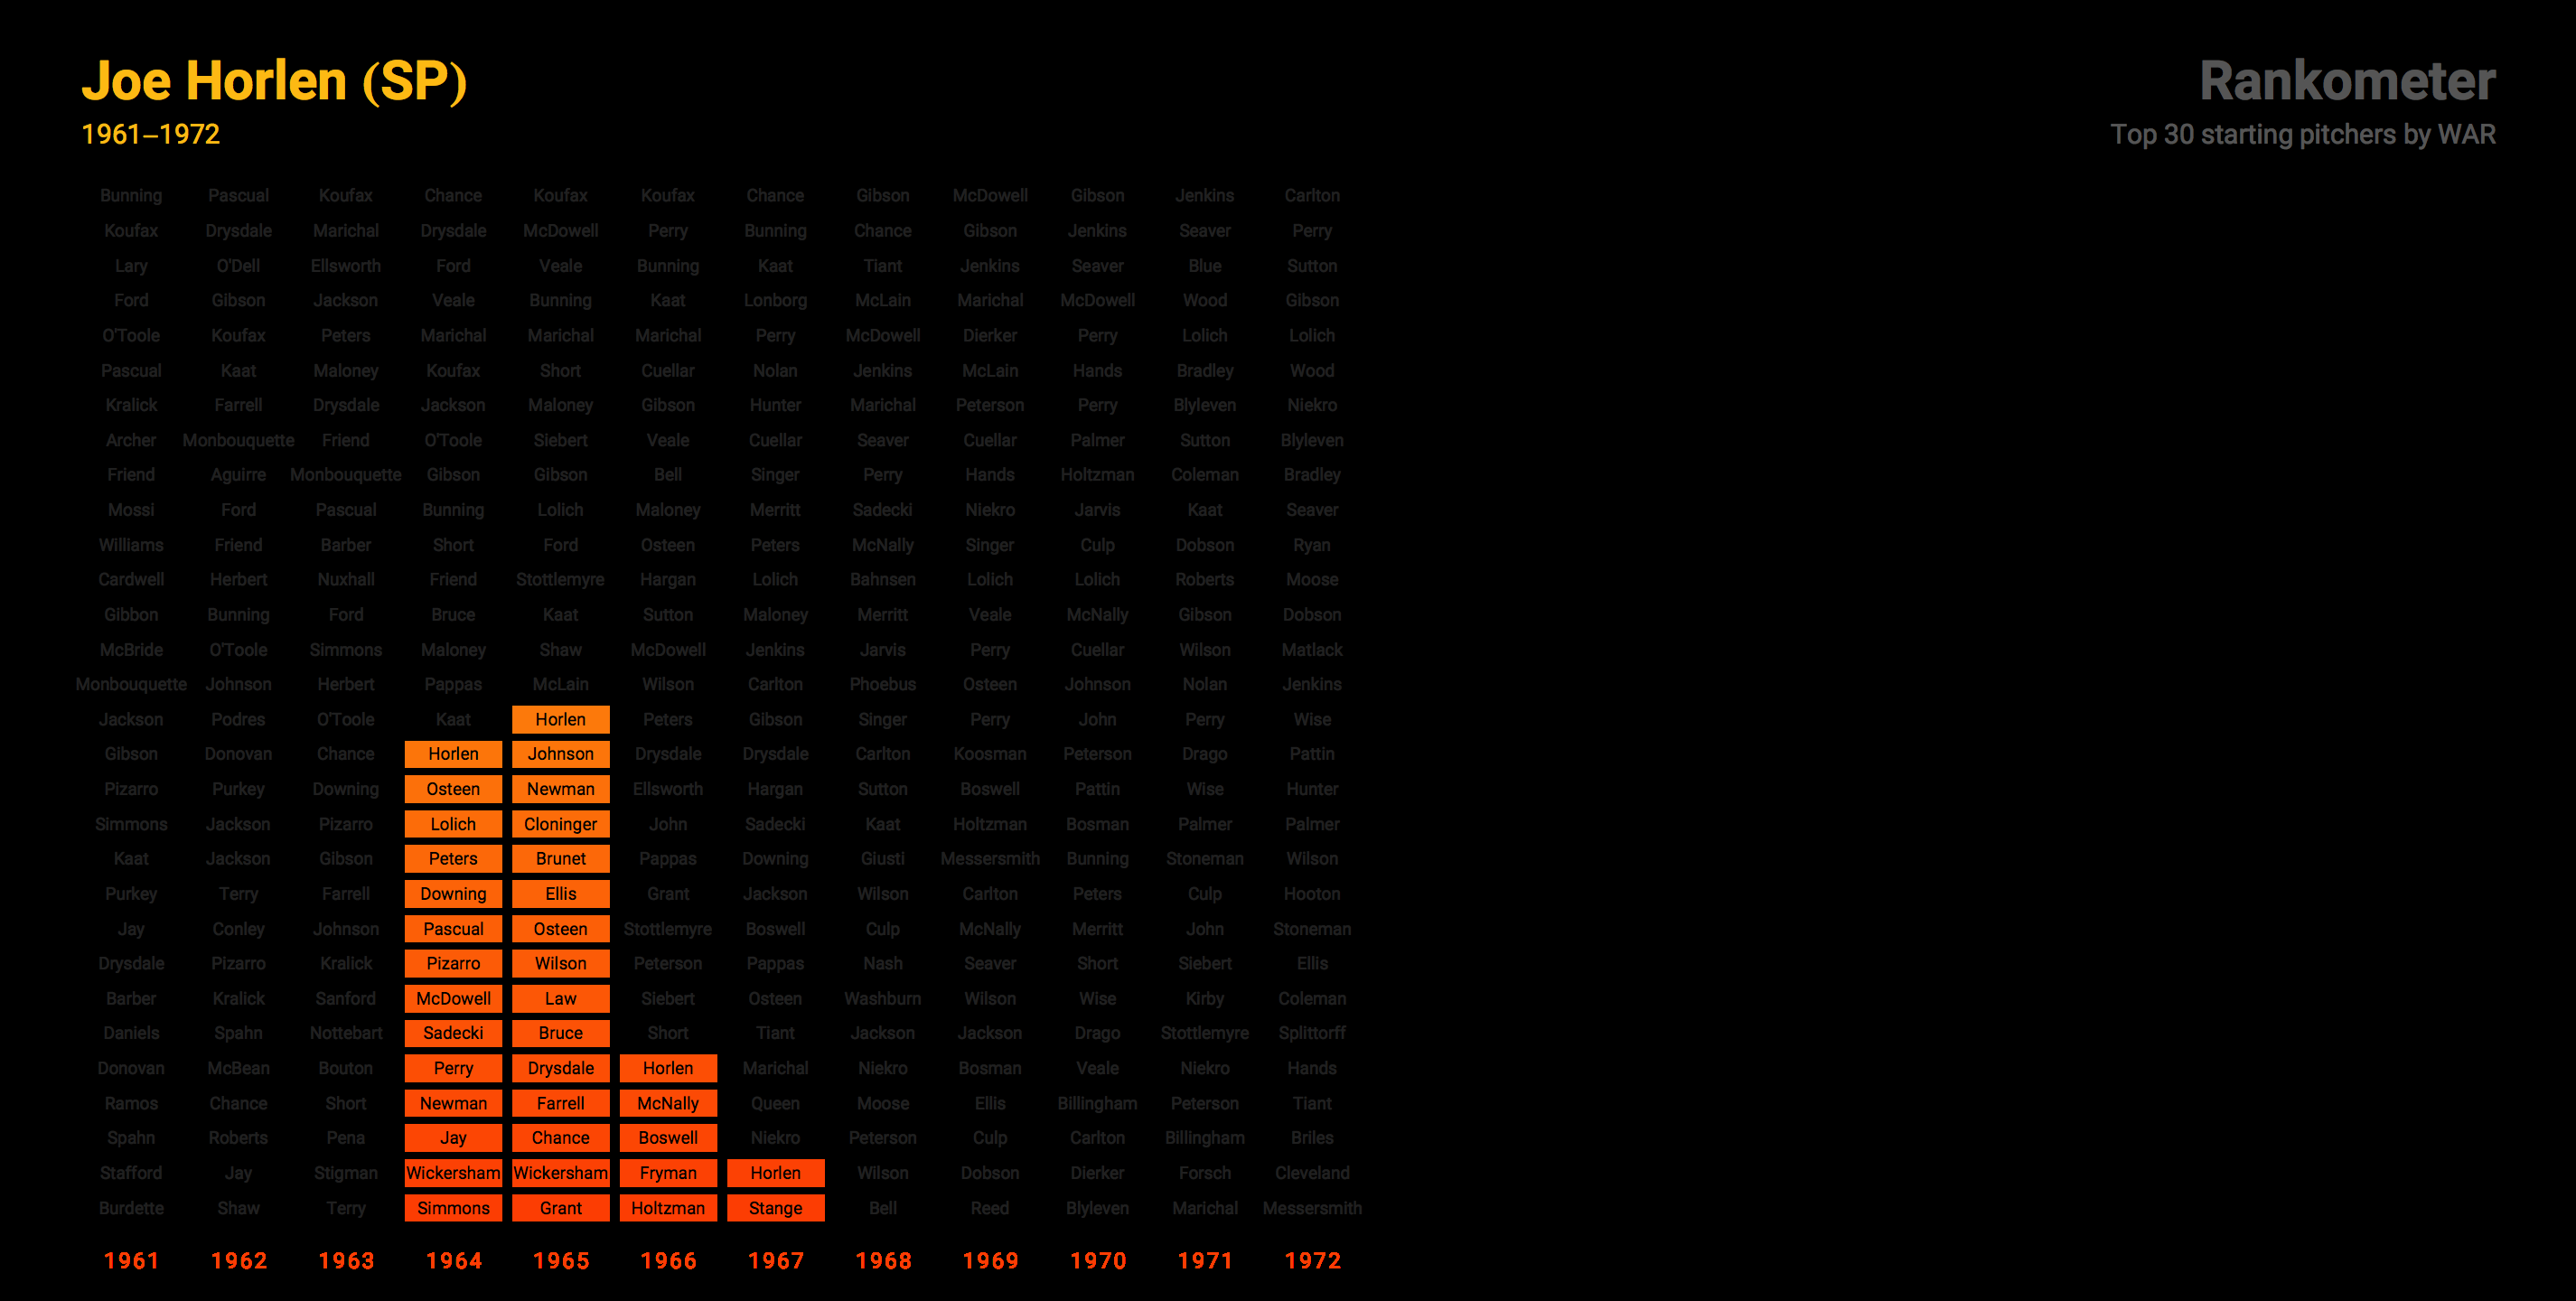 Joe Horlen (SP)
Rankometer
1961–1972
Top 30 starting pitchers by WAR
Bunning Pascual Koufax Chance Koufax Koufax Chance Gibson McDowell Gibson Jenkins Carlton
Koufax Drysdale Marichal Drysdale McDowell Perry Bunning Chance Gibson Jenkins Seaver Perry
Lary O'Dell Ellsworth Ford Veale Bunning Kaat Tiant Jenkins Seaver Blue Sutton
Ford Gibson Jackson Veale Bunning Kaat Lonborg McLain Marichal McDowell Wood Gibson
O'Toole Koufax Peters Marichal Marichal Marichal Perry McDowell Dierker Perry Lolich Lolich
Pascual Kaat Maloney Koufax Short Cuellar Nolan Jenkins McLain Hands Bradley Wood
Kralick Farrell Drysdale Jackson Maloney Gibson Hunter Marichal Peterson Perry Blyleven Niekro
Archer Monbouquette Friend O'Toole Siebert Veale Cuellar Seaver Cuellar Palmer Sutton Blyleven
Friend Aguirre Monbouquette Gibson Gibson Bell Singer Perry Hands Holtzman Coleman Bradley
Mossi Ford Pascual Bunning Lolich Maloney Merritt Sadecki Niekro Jarvis Kaat Seaver
Williams Friend Barber Short Ford Osteen Peters McNally Singer Culp Dobson Ryan
Cardwell Herbert Nuxhall Friend Stottlemyre Hargan Lolich Bahnsen Lolich Lolich Roberts Moose
Gibbon Bunning Ford Bruce Kaat Sutton Maloney Merritt Veale McNally Gibson Dobson
McBride O'Toole Simmons Maloney Shaw McDowell Jenkins Jarvis Perry Cuellar Wilson Matlack
Monbouquette Johnson Herbert Pappas McLain Wilson Carlton Phoebus Osteen Johnson Nolan Jenkins
Jackson Podres O'Toole Kaat Horlen Peters Gibson Singer Perry John Perry Wise
Gibson Donovan Chance Horlen Johnson Drysdale Drysdale Carlton Koosman Peterson Drago Pattin
Pizarro Purkey Downing Osteen Newman Ellsworth Hargan Sutton Boswell Pattin Wise Hunter
Simmons Jackson Pizarro Lolich Cloninger John Sadecki Kaat Holtzman Bosman Palmer Palmer
Kaat Jackson Gibson Peters Brunet Pappas Downing Giusti Messersmith Bunning Stoneman Wilson
Purkey Terry Farrell Downing Ellis Grant Jackson Wilson Carlton Peters Culp Hooton
Jay Conley Johnson Pascual Osteen Stottlemyre Boswell Culp McNally Merritt John Stoneman
Drysdale Pizarro Kralick Pizarro Wilson Peterson Pappas Nash Seaver Short Siebert Ellis
Barber Kralick Sanford McDowell Law Siebert Osteen Washburn Wilson Wise Kirby Coleman
Daniels Spahn Nottebart Sadecki Bruce Short Tiant Jackson Jackson Drago Stottlemyre Splittorff
Donovan McBean Bouton Perry Drysdale Horlen Marichal Niekro Bosman Veale Niekro Hands
Ramos Chance Short Newman Farrell McNally Queen Moose Ellis Billingham Peterson Tiant
Spahn Roberts Pena Jay Chance Boswell Niekro Peterson Culp Carlton Billingham Briles
Stafford Jay Stigman Wickersham Wickersham Fryman Horlen Wilson Dobson Dierker Forsch Cleveland
Burdette Shaw Terry Simmons Grant Holtzman Stange Bell Reed Blyleven Marichal Messersmith
1961 1962 1963 1964 1965 1966 1967 1968 1969 1970 1971 1972